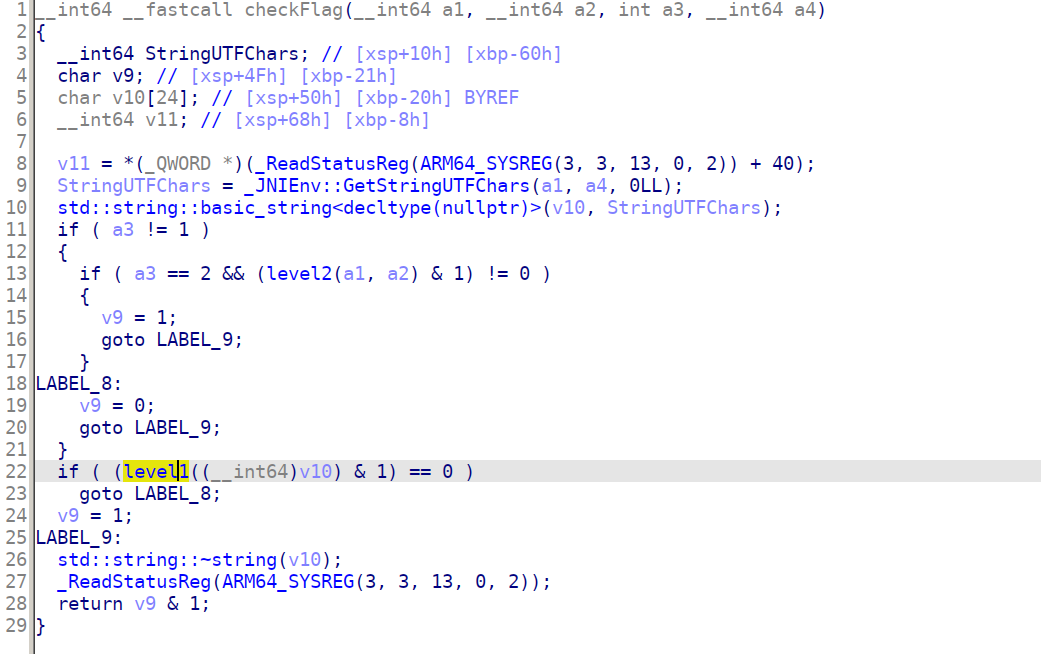 1 __int64 __fastcall checkFlag(__int64 a1, __int64 a2, int a3, __int64 a4)
2 {
3   __int64 StringUTFChars; // [xsp+10h] [xbp-60h]
4   char v9; // [xsp+4Fh] [xbp-21h]
5   char v10[24]; // [xsp+50h] [xbp-20h] BYREF
6   __int64 v11; // [xsp+68h] [xbp-8h]
7
8   v11 = *(_QWORD *)(_ReadStatusReg(ARM64_SYSREG(3, 3, 13, 0, 2)) + 40);
9   StringUTFChars = _JNIEnv::GetStringUTFChars(a1, a4, 0LL);
10   std::string::basic_string<decltype(nullptr)>(v10, StringUTFChars);
11   if ( a3 != 1 )
12   {
13     if ( a3 == 2 && (level2(a1, a2) & 1) != 0 )
14     {
15       v9 = 1;
16       goto LABEL_9;
17     }
18 LABEL_8:
19     v9 = 0;
20     goto LABEL_9;
21   }
22   if ( (level1((__int64)v10) & 1) == 0 )
23     goto LABEL_8;
24   v9 = 1;
25 LABEL_9:
26   std::string::~string(v10);
27   _ReadStatusReg(ARM64_SYSREG(3, 3, 13, 0, 2));
28   return v9 & 1;
29 }